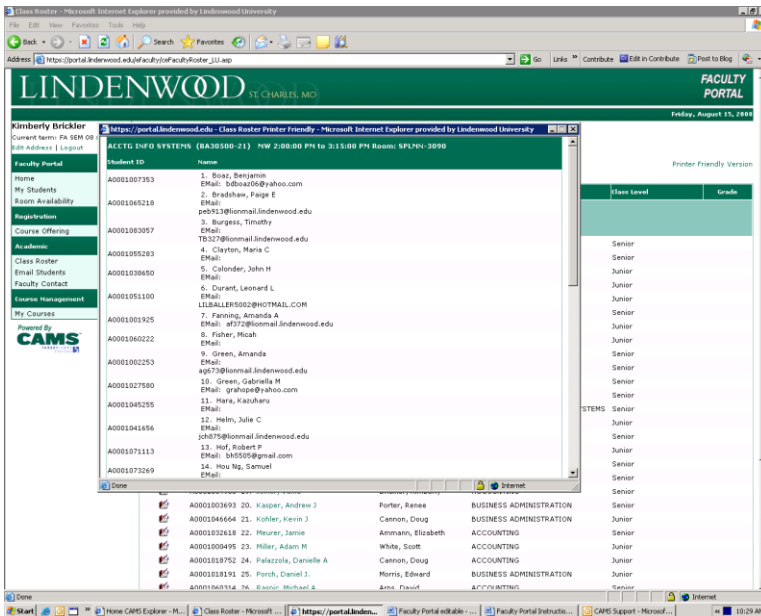 Class Roster - Microsoft Internet Explorer provided by Lindenwood University
File Edit View Favorites Tools Help
Back Search Favorites
Address https://portal.lindenwood.edu/efaculty/ceFacultyRoster_LU.asp Go Links » Contribute Edit in Contribute Post to Blog
LINDENWOOD ST. CHARLES, MO
FACULTY
PORTAL
Friday, August 15, 2008
Kimberly Brickler
Current term: FA SEM 08
Edit Address | Logout
Faculty Portal
Home
My Students
Room Availability
Registration
Course Offering
Academic
Class Roster
Email Students
Faculty Contact
Course Management
My Courses
Powered By
CAMS
https://portal.lindenwood.edu - Class Roster Printer Friendly - Microsoft Internet Explorer provided by Lindenwood University
ACCTG INFO SYSTEMS (BA30500-21) MW 2:00:00 PM to 3:15:00 PM Room: SPLMN-3090
Student ID Name
A0001007353 1. Boaz, Benjamin
EMail: bdboaz06@yahoo.com
A0001065218 2. Bradshaw, Paige E
EMail:
peb913@lionmail.lindenwood.edu
A0001083057 3. Burgess, Timothy
EMail:
TB327@lionmail.lindenwood.edu
A0001055283 4. Clayton, Maria C
EMail:
A0001038650 5. Colonder, John H
EMail:
A0001051100 6. Durant, Leonard L
EMail:
LILBALLER5002@HOTMAIL.COM
A0001001925 7. Fanning, Amanda A
EMail: af372@lionmail.lindenwood.edu
A0001060222 8. Fisher, Micah
EMail:
A0001002253 9. Green, Amanda
EMail:
ag673@lionmail.lindenwood.edu
A0001027580 10. Green, Gabriella M
EMail: grahope@yahoo.com
A0001045255 11. Hara, Kazuharu
EMail:
A0001041656 12. Helm, Julie C
EMail:
jch875@lionmail.lindenwood.edu
A0001071113 13. Hof, Robert P
EMail: bh5505@gmail.com
A0001073269 14. Hou Ng, Samuel
EMail:
Done Internet
Printer Friendly Version
Class Level Grade
Senior
Senior
Junior
Junior
Junior
Junior
Junior
Senior
Senior
Junior
Senior
Senior
STEMS Senior
Junior
Junior
Senior
Senior
Senior
A0001003693 20. Kasper, Andrew J Porter, Renee BUSINESS ADMINISTRATION Senior
A0001046664 21. Kohler, Kevin J Cannon, Doug BUSINESS ADMINISTRATION Junior
A0001032618 22. Meurer, Jamie Ammann, Elizabeth ACCOUNTING Senior
A0001000495 23. Miller, Adam M White, Scott ACCOUNTING Junior
A0001018752 24. Palazzola, Danielle A Cannon, Doug ACCOUNTING Junior
A0001018191 25. Porch, Daniel J. Morris, Edward BUSINESS ADMINISTRATION Junior
Done Internet
Start » Home CAMS Explorer - M... Class Roster - Microsoft ... https://portal.linden... Faculty Portal editable - ... Faculty Portal Instructio... CAMS Support - Microsof... « 10:29 AM